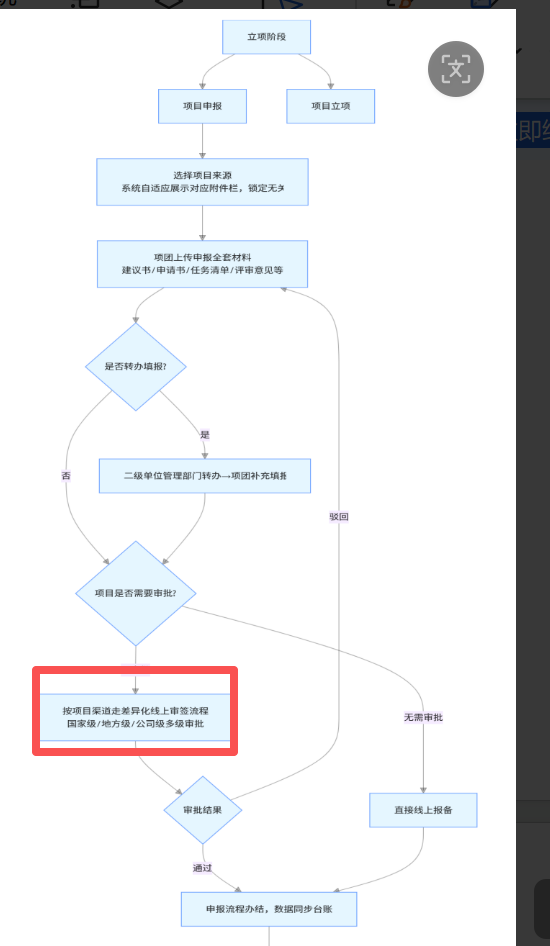 立项阶段
项目申报
项目立项
选择项目来源
系统自适应展示对应附件栏，锁定无
项团上传申报全套材料
建议书/申请书/任务清单/评审意见等
是否转办填报?
是
否
二级单位管理部门转办→项团补充填报
驳回
项目是否需要审批?
按项目渠道走差异化线上审签流程
国家级/地方级/公司级多级审批
无需审批
审批结果
直接线上报备
通过
申报流程办结，数据同步台账
文
即